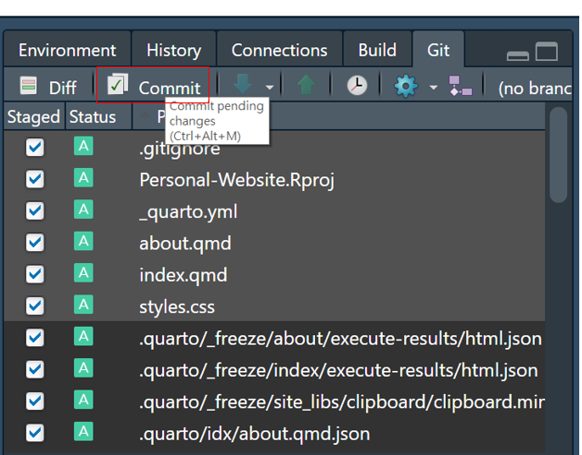 Environment History Connections Build Git
Diff Commit (no branc
Staged Status P
Commit pending
changes
(Ctrl+Alt+M)
A .gitignore
A Personal-Website.Rproj
A _quarto.yml
A about.qmd
A index.qmd
A styles.css
A .quarto/_freeze/about/execute-results/html.json
A .quarto/_freeze/index/execute-results/html.json
A .quarto/_freeze/site_libs/clipboard/clipboard.mir
A .quarto/idx/about.qmd.json